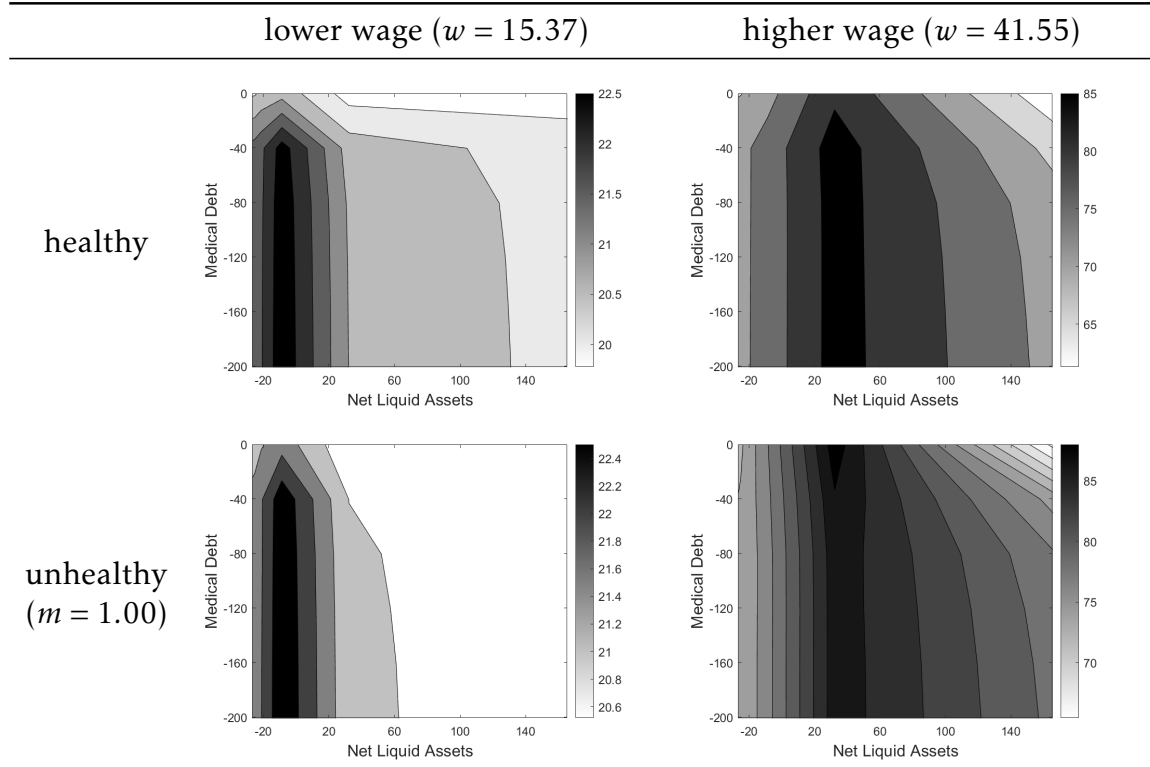 lower wage (w = 15.37)
higher wage (w = 41.55)
healthy
0
-40
-80
-120
-160
-200
Medical Debt
-20 20 60 100 140
Net Liquid Assets
22.5
22
21.5
21
20.5
20
0
-40
-80
-120
-160
-200
Medical Debt
-20 20 60 100 140
Net Liquid Assets
85
80
75
70
65
unhealthy
(m = 1.00)
0
-40
-80
-120
-160
-200
Medical Debt
-20 20 60 100 140
Net Liquid Assets
22.4
22.2
22
21.8
21.6
21.4
21.2
21
20.8
20.6
0
-40
-80
-120
-160
-200
Medical Debt
-20 20 60 100 140
Net Liquid Assets
85
80
75
70